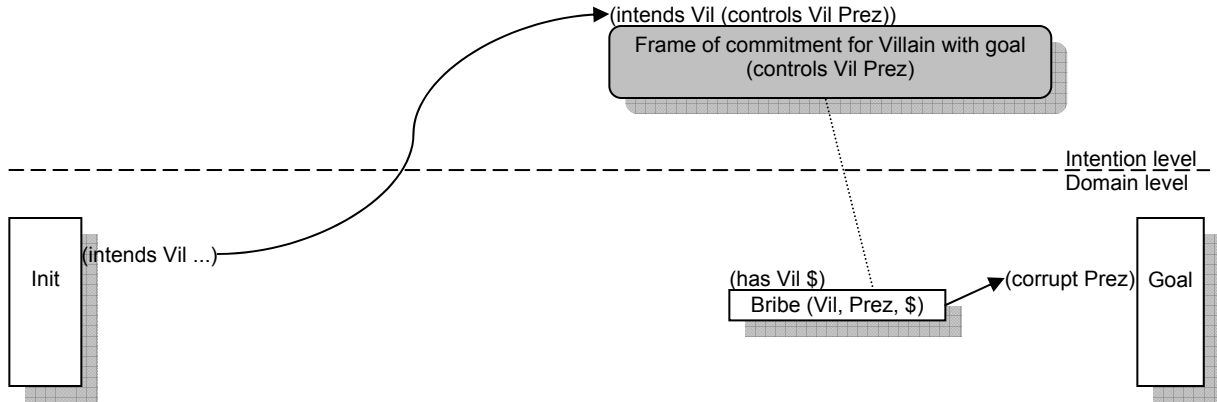 (intends Vil (controls Vil Prez))
Frame of commitment for Villain with goal
(controls Vil Prez)
Intention level
Domain level
Init
(intends Vil ...)
(has Vil $)
Bribe (Vil, Prez, $)
(corrupt Prez)
Goal